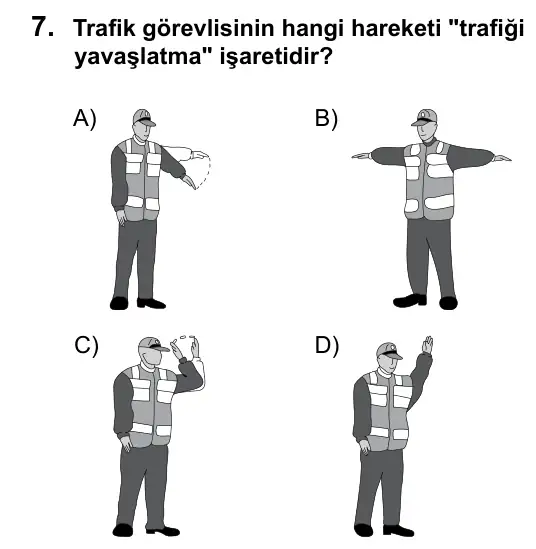 7. Trafik görevlisinin hangi hareketi "trafiği
yavaşlatma" işaretidir?
A)
B)
C)
D)